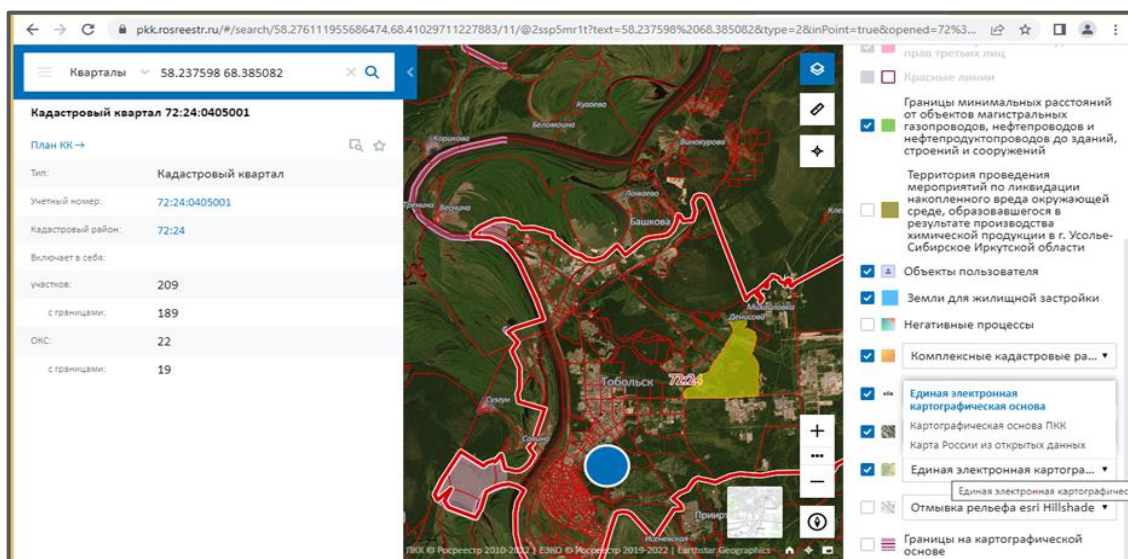 pkk.rosreestr.ru/#/search/58.276111955686474,68.41029711227883/11/@2ssp5mr1t?text=58.237598%2068.385082&type=2&inPoint=true&opened=72%3...
Кварталы 58.237598 68.385082
Кадастровый квартал 72:24:0405001
План КК→
Тип: Кадастровый квартал
Учетный номер: 72:24:0405001
Кадастровый район: 72:24
Включает в себя:
участков: 209
с границами: 189
ОКС: 22
с границами: 19
Кугаева
Беломоина
Корикова
Винокурова
Ломаево
Тренина
Веснина
Башкова
Михайловка
Денисова
Тобольск
72:24
Сузгун
Савина
Исеневская
ПКК © Росреестр 2010-2022 | ЕЭКО © Росреестр 2019-2022 | Earthstar Geographics
прав третьих лиц
Красные линии
Границы минимальных расстояний
от объектов магистральных
газопроводов, нефтепроводов и
нефтепродуктопроводов до зданий,
строений и сооружений
Территория проведения
мероприятий по ликвидации
накопленного вреда окружающей
среде, образовавшегося в
результате производства
химической продукции в г. Усолье-
Сибирское Иркутской области
Объекты пользователя
Земли для жилищной застройки
Негативные процессы
Комплексные кадастровые ра...
Единая электронная
картографическая основа
Картографическая основа ПКК
Карта России из открытых данных
Единая электронная картогра...
Единая электронная картографичес
Отмывка рельефа esri Hillshade
Границы на картографической
основе